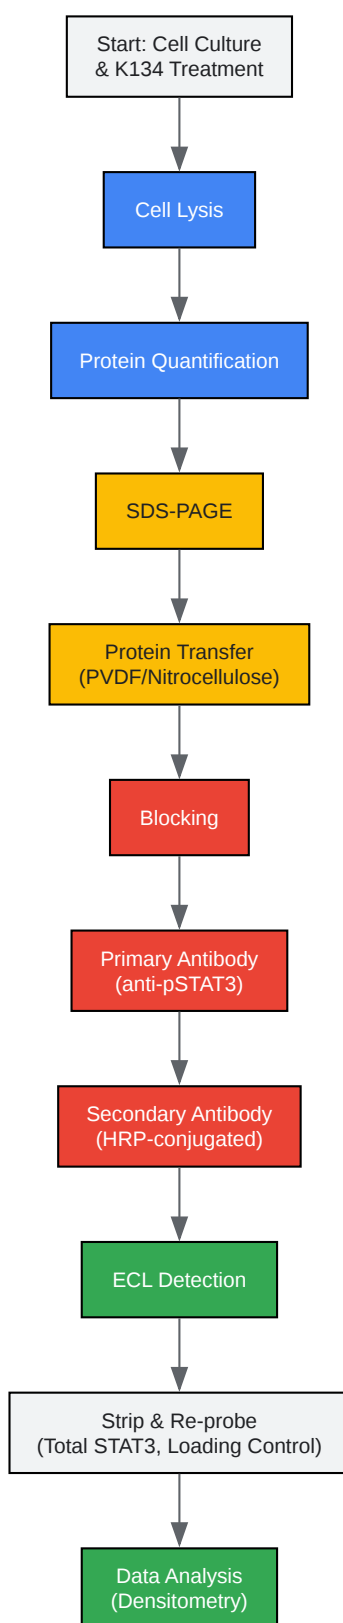 Start: Cell Culture
& K134 Treatment
Cell Lysis
Protein Quantification
SDS-PAGE
Protein Transfer
(PVDF/Nitrocellulose)
Blocking
Primary Antibody
(anti-pSTAT3)
Secondary Antibody
(HRP-conjugated)
ECL Detection
Strip & Re-probe
(Total STAT3, Loading Control)
Data Analysis
(Densitometry)